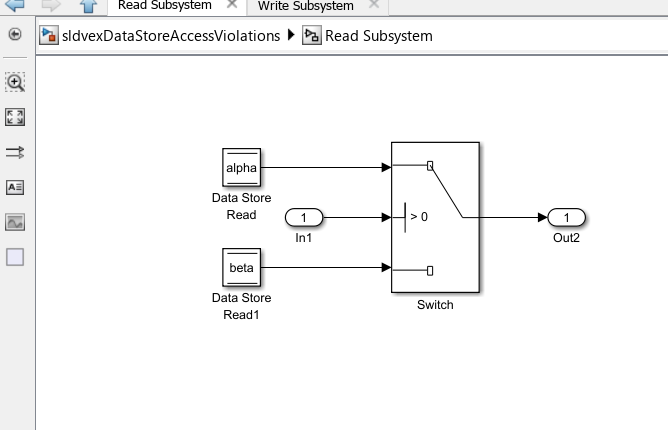 Read Subsystem
Write Subsystem
sldvexDataStoreAccessViolations
Read Subsystem
alpha
Data Store
Read
1
In1
> 0
1
Out2
beta
Data Store
Read1
Switch